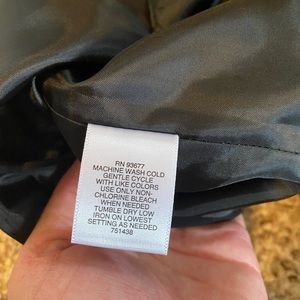 RN 93677
MACHINE WASH COLD
GENTLE CYCLE
WITH LIKE COLORS
USE ONLY NON-
CHLORINE BLEACH
WHEN NEEDED
TUMBLE DRY LOW
IRON ON LOWEST
SETTING AS NEEDED
751438